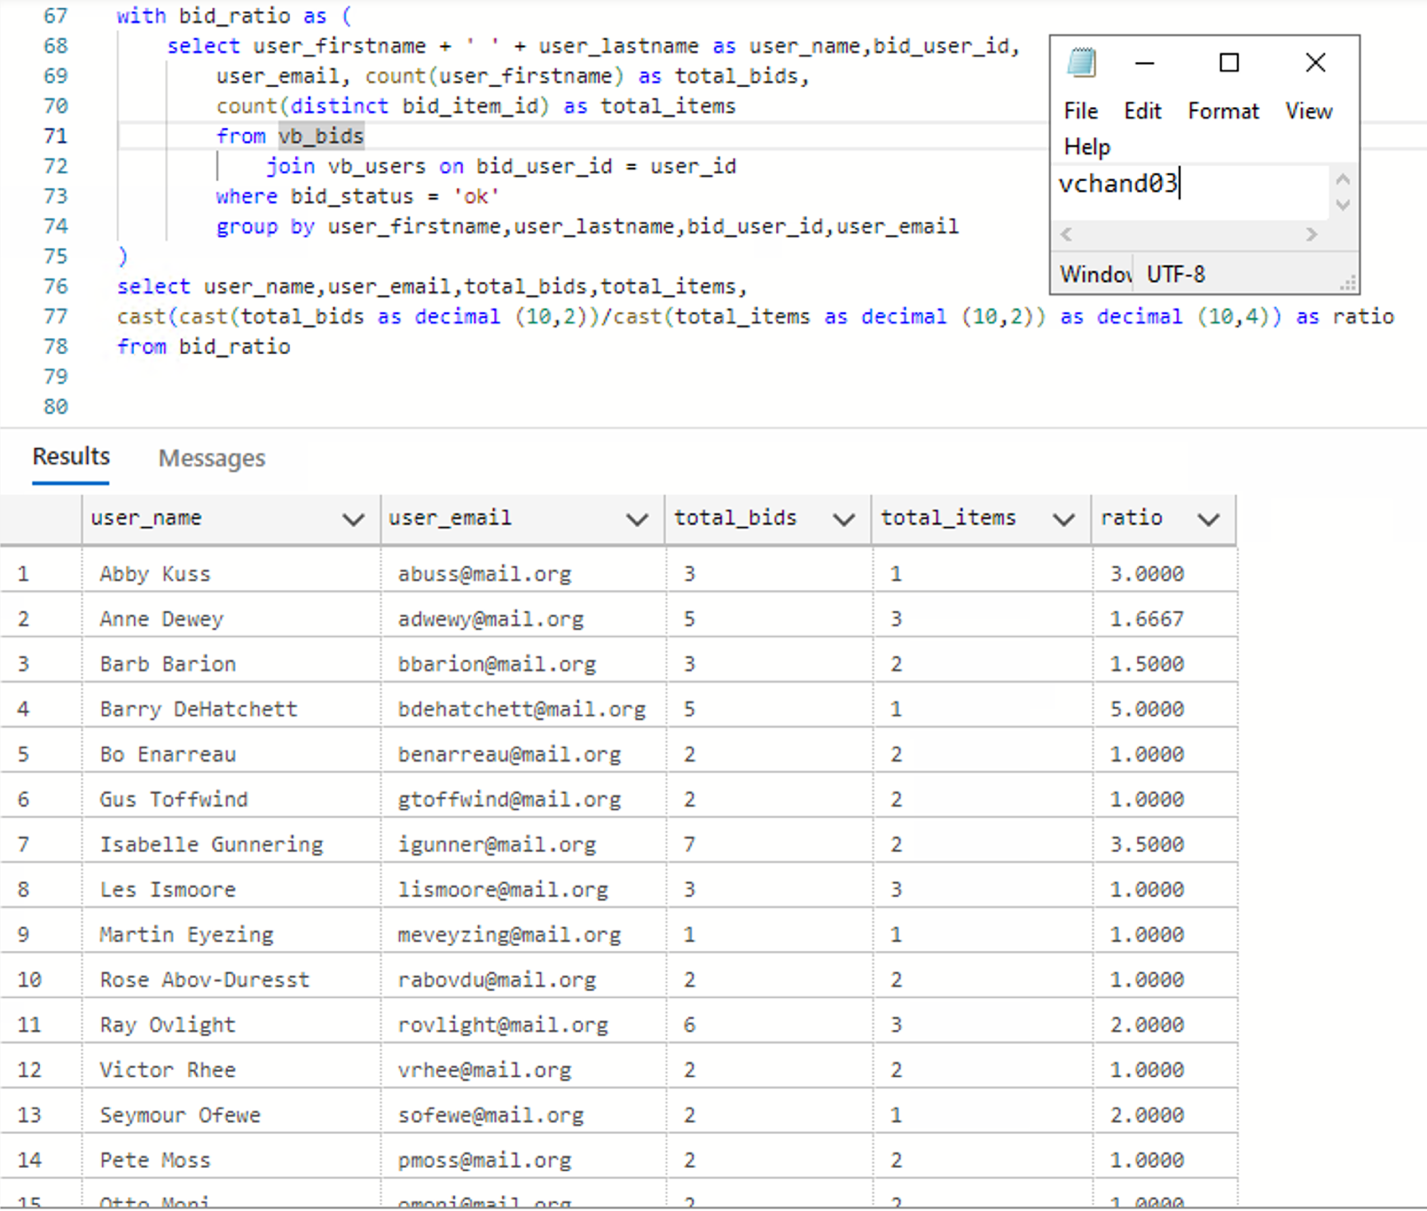 67 with bid_ratio as (
68 select user_firstname + ' ' + user_lastname as user_name,bid_user_id,
69 user_email, count(user_firstname) as total_bids,
70 count(distinct bid_item_id) as total_items
71 from vb_bids
72 join vb_users on bid_user_id = user_id
73 where bid_status = 'ok'
74 group by user_firstname,user_lastname,bid_user_id,user_email
75 )
76 select user_name,user_email,total_bids,total_items,
77 cast(cast(total_bids as decimal (10,2))/cast(total_items as decimal (10,2)) as decimal (10,4)) as ratio
78 from bid_ratio
79
80
File Edit Format View
Help
vchand03
UTF-8
Results Messages
user_name user_email total_bids total_items ratio
1 Abby Kuss abuss@mail.org 3 1 3.0000
2 Anne Dewey adwewy@mail.org 5 3 1.6667
3 Barb Barion bbarion@mail.org 3 2 1.5000
4 Barry DeHatchett bdehatchett@mail.org 5 1 5.0000
5 Bo Enarreau benarreau@mail.org 2 2 1.0000
6 Gus Toffwind gtoffwind@mail.org 2 2 1.0000
7 Isabelle Gunnering igunner@mail.org 7 2 3.5000
8 Les Ismoore lismoore@mail.org 3 3 1.0000
9 Martin Eyezing meveyzing@mail.org 1 1 1.0000
10 Rose Abov-Duresst rabovdu@mail.org 2 2 1.0000
11 Ray Ovlight rovlight@mail.org 6 3 2.0000
12 Victor Rhee vrhee@mail.org 2 2 1.0000
13 Seymour Ofewe sofewe@mail.org 2 1 2.0000
14 Pete Moss pmoss@mail.org 2 2 1.0000
15 Otto Moni omoni@mail.org 2 2 1.0000